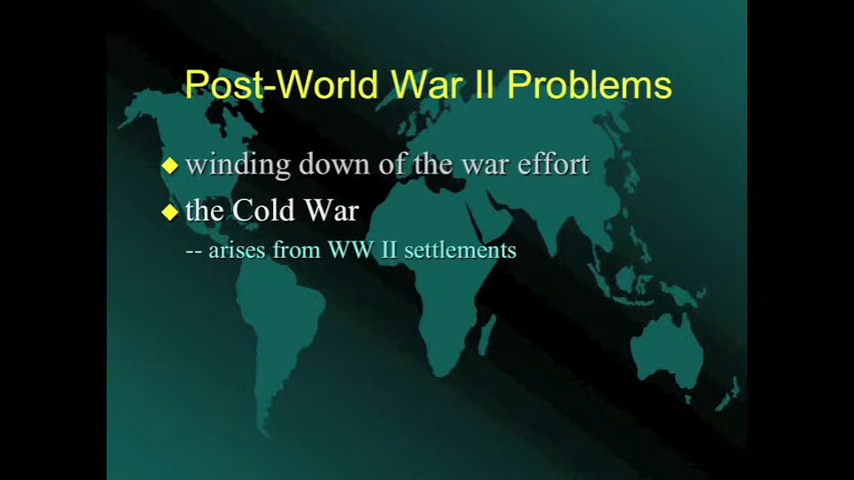 Post-World War II Problems
winding down of the war effort
the Cold War
-- arises from WW II settlements